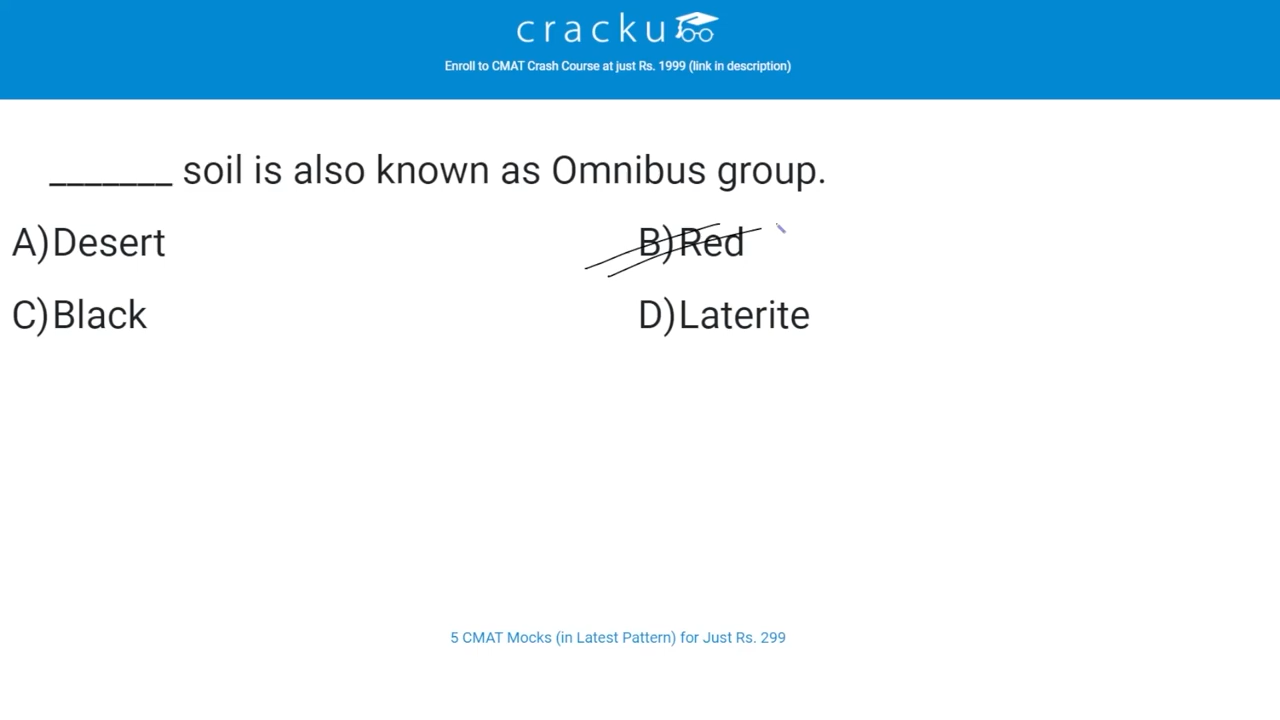 cracku
Enroll to CMAT Crash Course at just Rs. 1999 (link in description)
_______ soil is also known as Omnibus group.
A)Desert
B)Red
C)Black
D)Laterite
5 CMAT Mocks (in Latest Pattern) for Just Rs. 299